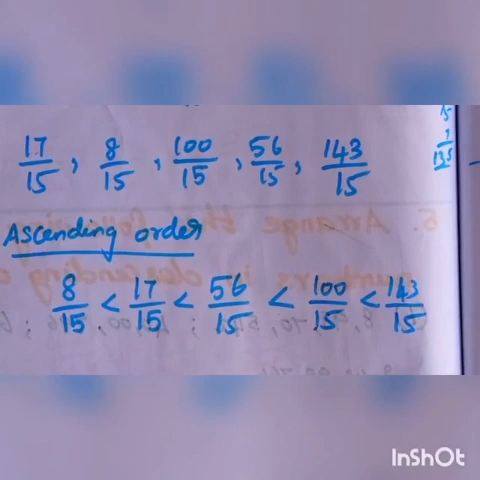 17/15, 8/15, 100/15, 56/15, 143/15
Ascending order
8/15 < 17/15 < 56/15 < 100/15 < 143/15
InShOt